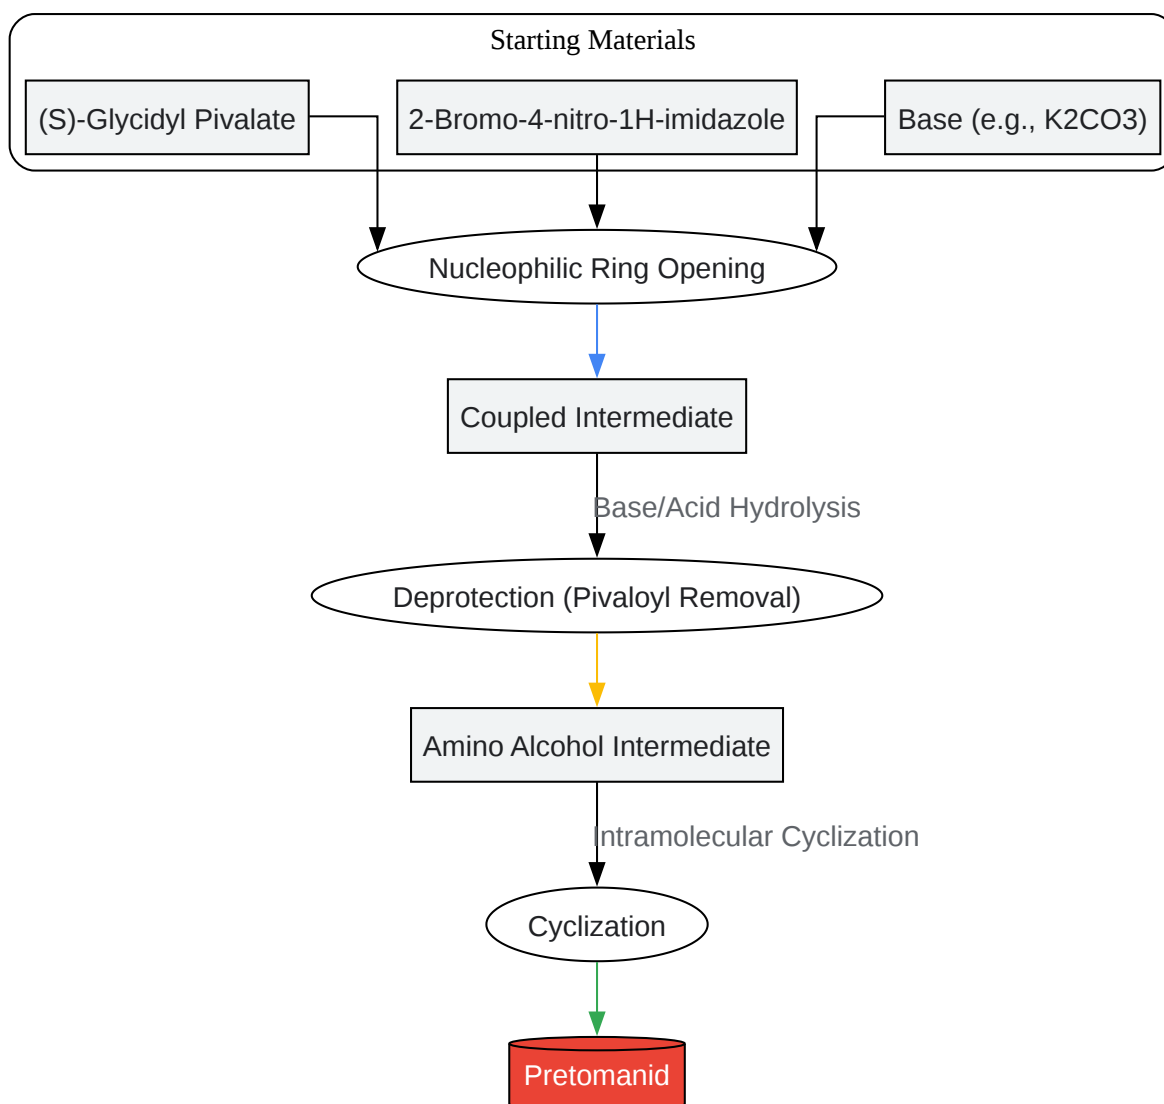 Starting Materials
(S)-Glycidyl Pivalate
2-Bromo-4-nitro-1H-imidazole
Base (e.g., K2CO3)
Nucleophilic Ring Opening
Coupled Intermediate
Base/Acid Hydrolysis
Deprotection (Pivaloyl Removal)
Amino Alcohol Intermediate
Intramolecular Cyclization
Cyclization
Pretomanid